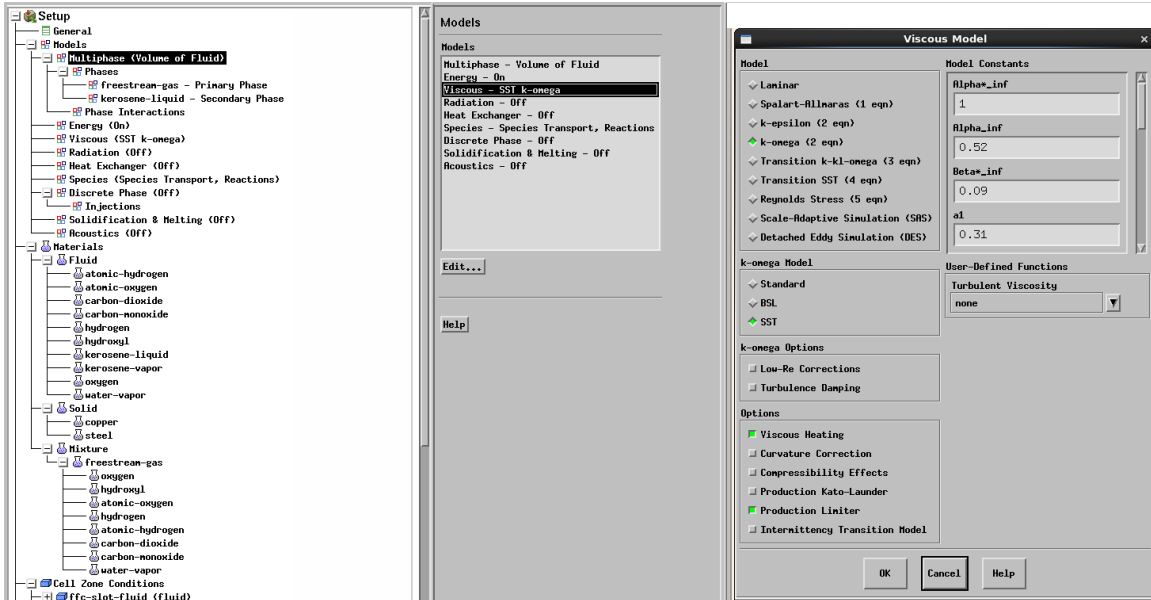 Setup
General
Models
Multiphase (Volume of Fluid)
Phases
freestream-gas - Primary Phase
kerosene-liquid - Secondary Phase
Phase Interactions
Energy (On)
Viscous (SST k-omega)
Radiation (Off)
Heat Exchanger (Off)
Species (Species Transport, Reactions)
Discrete Phase (Off)
Injections
Solidification & Melting (Off)
Acoustics (Off)
Materials
Fluid
atomic-hydrogen
atomic-oxygen
carbon-dioxide
carbon-monoxide
hydrogen
hydroxyl
kerosene-liquid
kerosene-vapor
oxygen
water-vapor
Solid
copper
steel
Mixture
freestream-gas
oxygen
hydroxyl
atomic-oxygen
hydrogen
atomic-hydrogen
carbon-dioxide
carbon-monoxide
water-vapor
Cell Zone Conditions
ffc-slot-fluid (fluid)
Models
Models
Multiphase - Volume of Fluid
Energy - On
Viscous - SST k-omega
Radiation - Off
Heat Exchanger - Off
Species - Species Transport, Reactions
Discrete Phase - Off
Solidification & Melting - Off
Acoustics - Off
Edit...
Help
Viscous Model
Model
Laminar
Spalart-Allmaras (1 eqn)
k-epsilon (2 eqn)
k-omega (2 eqn)
Transition k-kl-omega (3 eqn)
Transition SST (4 eqn)
Reynolds Stress (5 eqn)
Scale-Adaptive Simulation (SAS)
Detached Eddy Simulation (DES)
k-omega Model
Standard
BSL
SST
k-omega Options
Low-Re Corrections
Turbulence Damping
Options
Viscous Heating
Curvature Correction
Compressibility Effects
Production Kato-Launder
Production Limiter
Intermittency Transition Model
Model Constants
Alpha*_inf
1
Alpha_inf
0.52
Beta*_inf
0.09
a1
0.31
User-Defined Functions
Turbulent Viscosity
none
OK
Cancel
Help